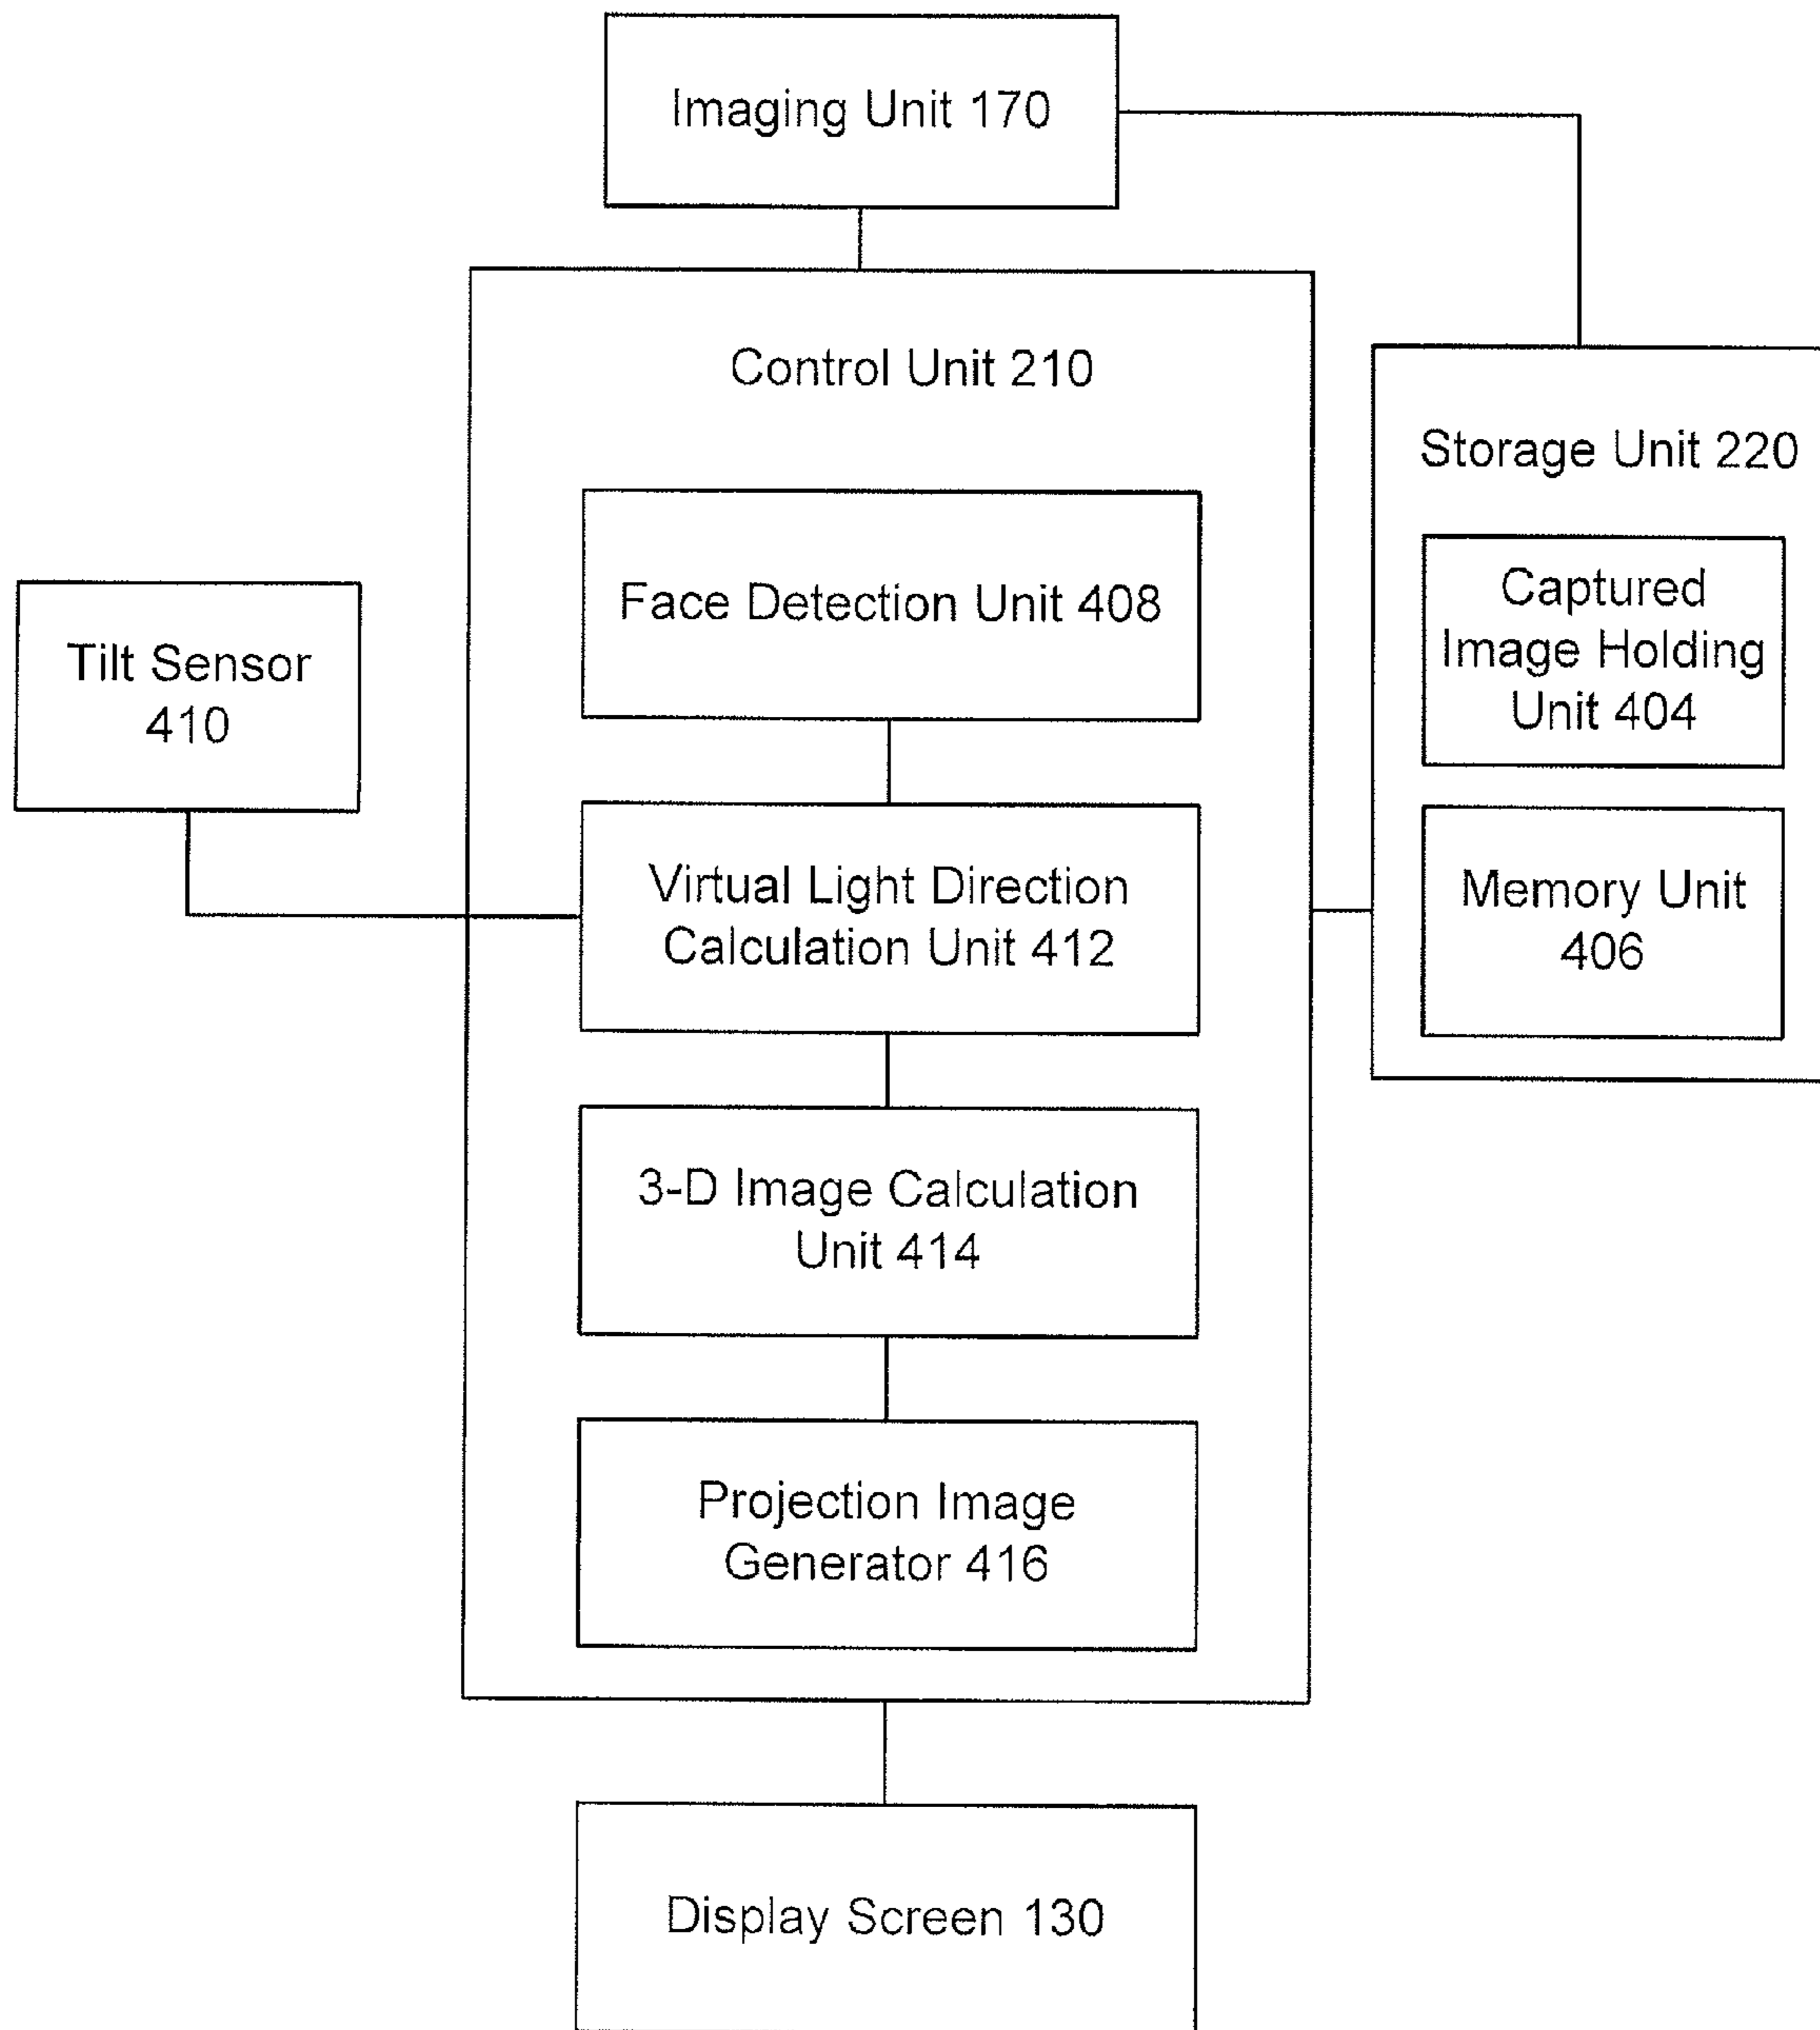 Imaging Unit 170
Control Unit 210
Storage Unit 220
Face Detection Unit 408
Captured
Image Holding
Unit 404
Tilt Sensor
410
Virtual Light Direction
Calculation Unit 412
Memory Unit
406
3-D Image Calculation
Unit 414
Projection Image
Generator 416
Display Screen 130